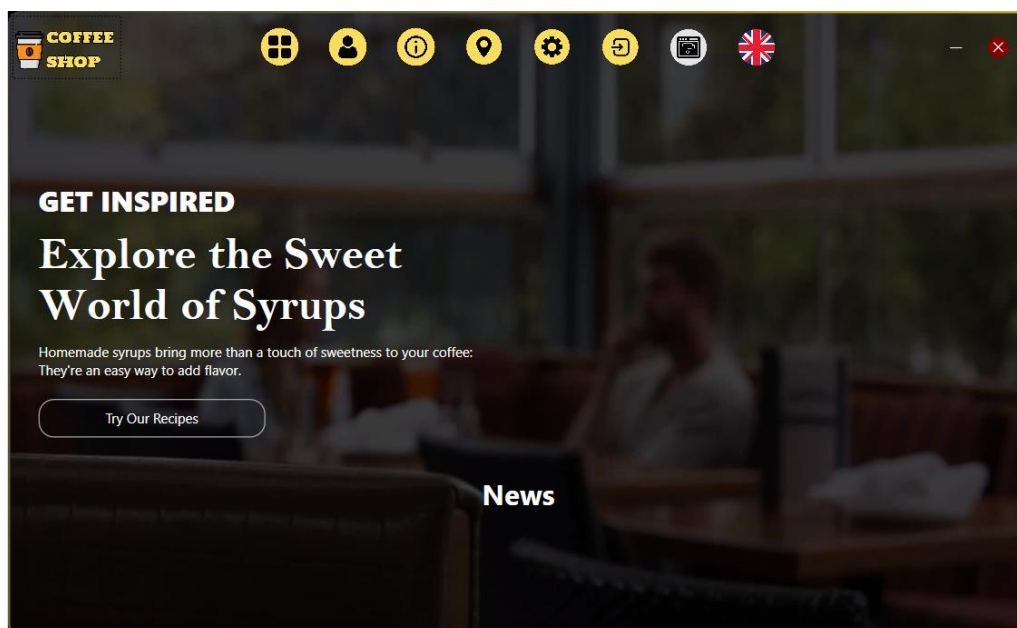 COFFEE
SHOP
GET INSPIRED
Explore the Sweet
World of Syrups
Homemade syrups bring more than a touch of sweetness to your coffee:
They're an easy way to add flavor.
Try Our Recipes
News